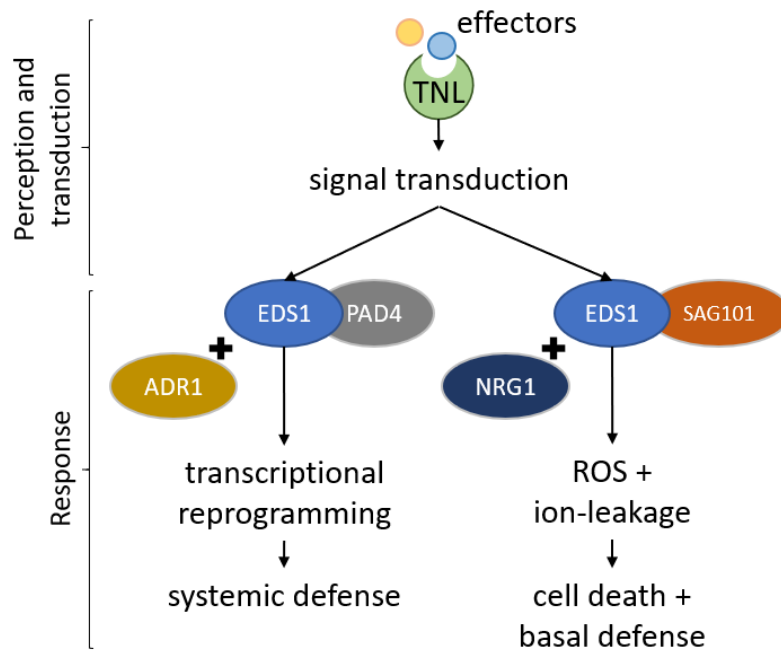 effectors
TNL
Perception and
transduction
signal transduction
EDS1
PAD4
EDS1
SAG101
ADR1
NRG1
Response
transcriptional
reprogramming
ROS +
ion-leakage
systemic defense
cell death +
basal defense